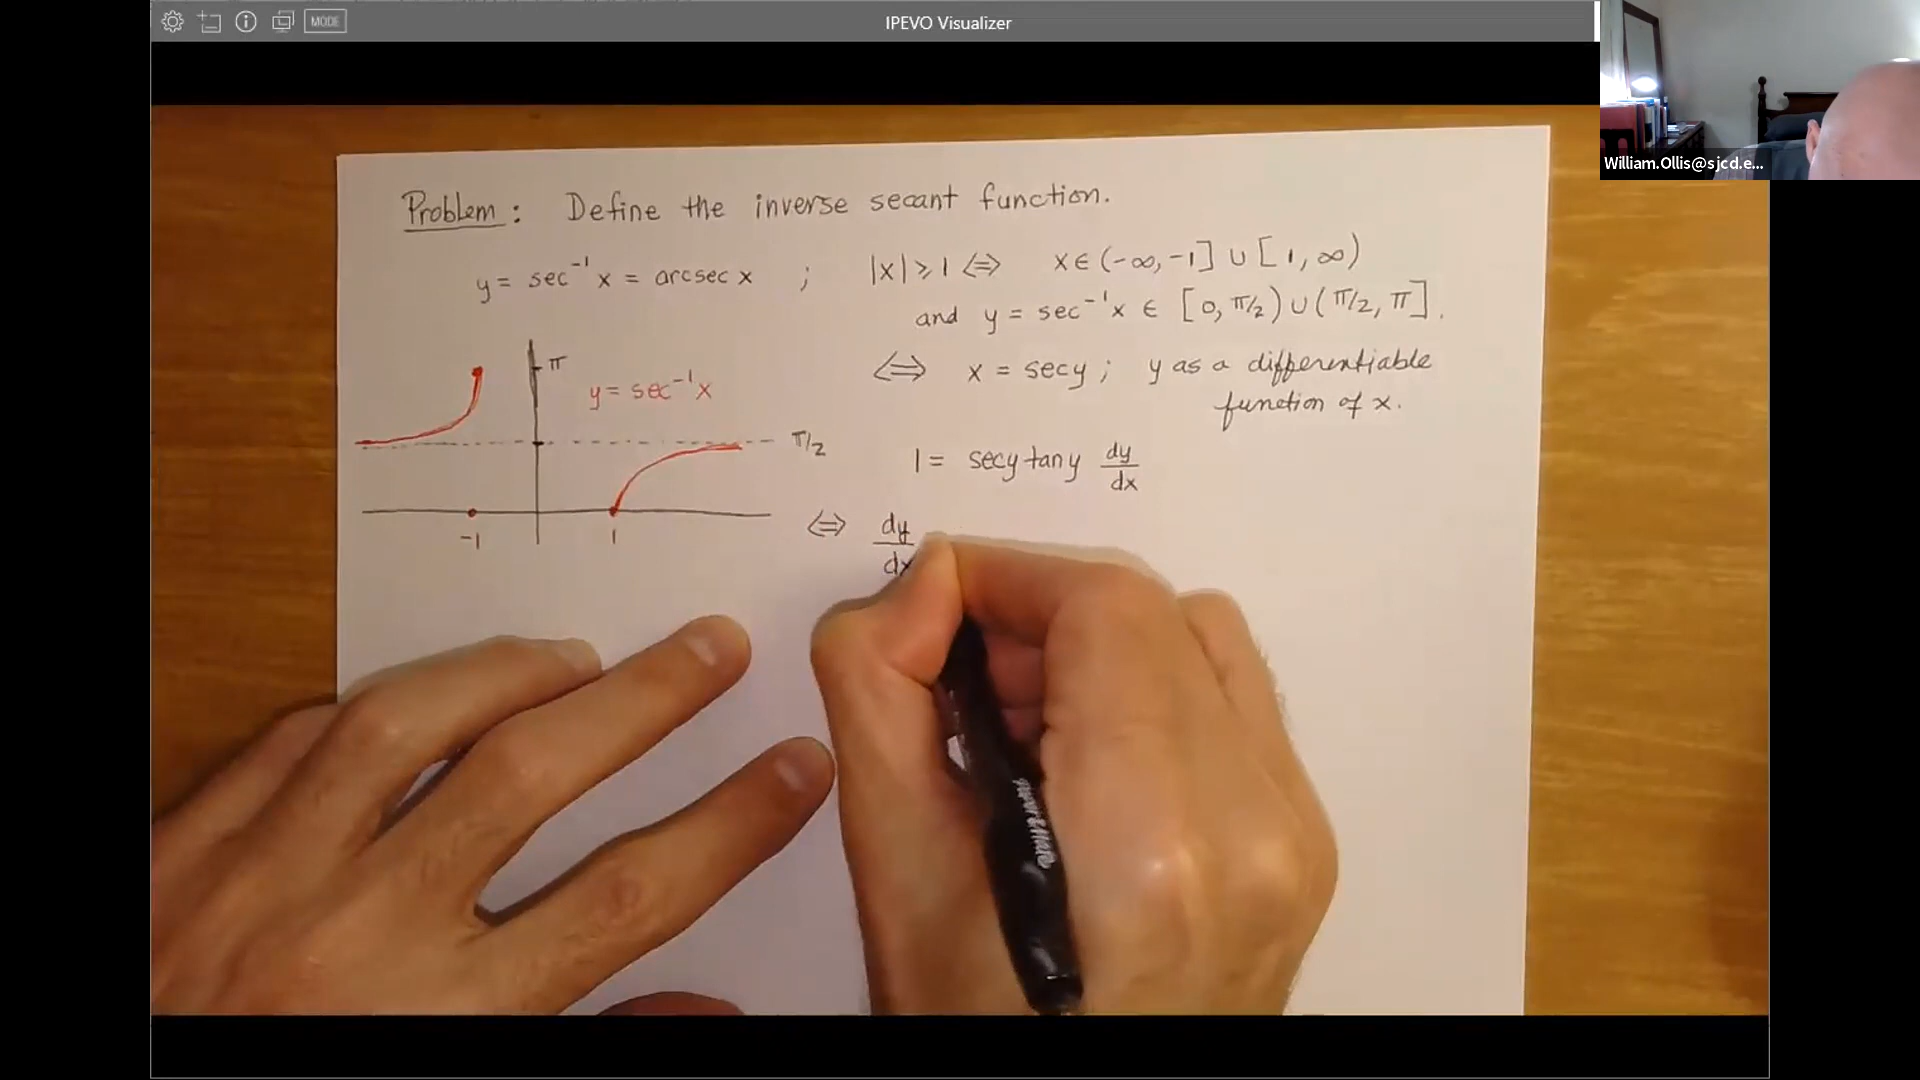 MODE
IPEVO Visualizer
William.Ollis@sjcd.e...
Problem: Define the inverse secant function.
y = sec⁻¹ x = arcsec x ; |x| ⩾ 1 ⇔ x ∈ (-∞, -1] ∪ [1, ∞)
and y = sec⁻¹x ∈ [0, π/2) ∪ (π/2, π].
⇔ x = sec y ; y as a differentiable
function of x.
π
y = sec⁻¹x
π/2
-1
1
1 = sec y tan y dy/dx
⇔ dy/dx